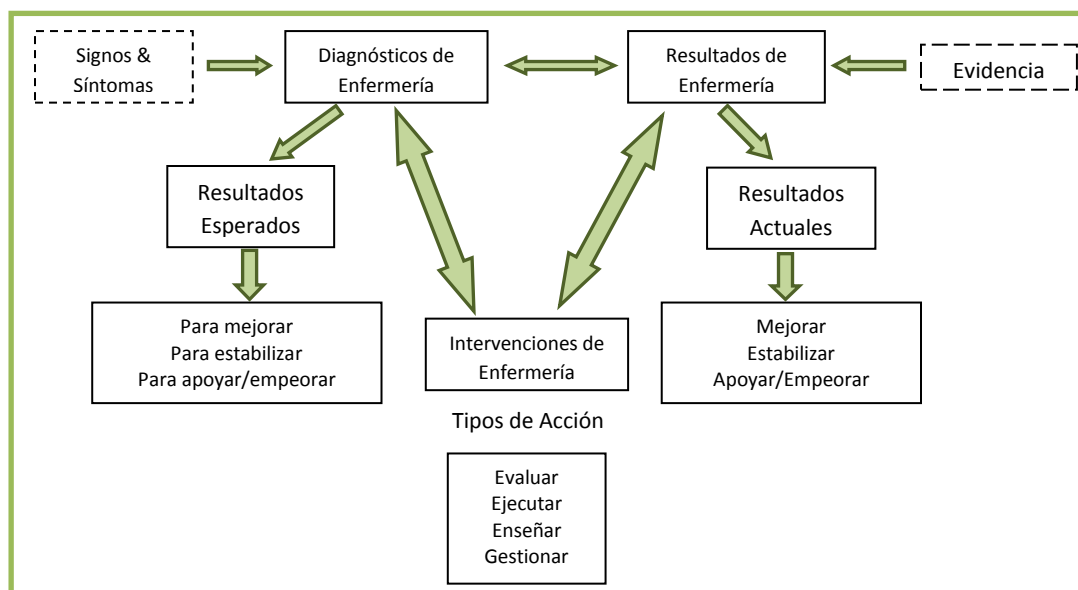 Signos &
Síntomas
Diagnósticos de
Enfermería
Resultados de
Enfermería
Evidencia
Resultados
Esperados
Resultados
Actuales
Para mejorar
Para estabilizar
Para apoyar/empeorar
Intervenciones de
Enfermería
Mejorar
Estabilizar
Apoyar/Empeorar
Tipos de Acción
Evaluar
Ejecutar
Enseñar
Gestionar